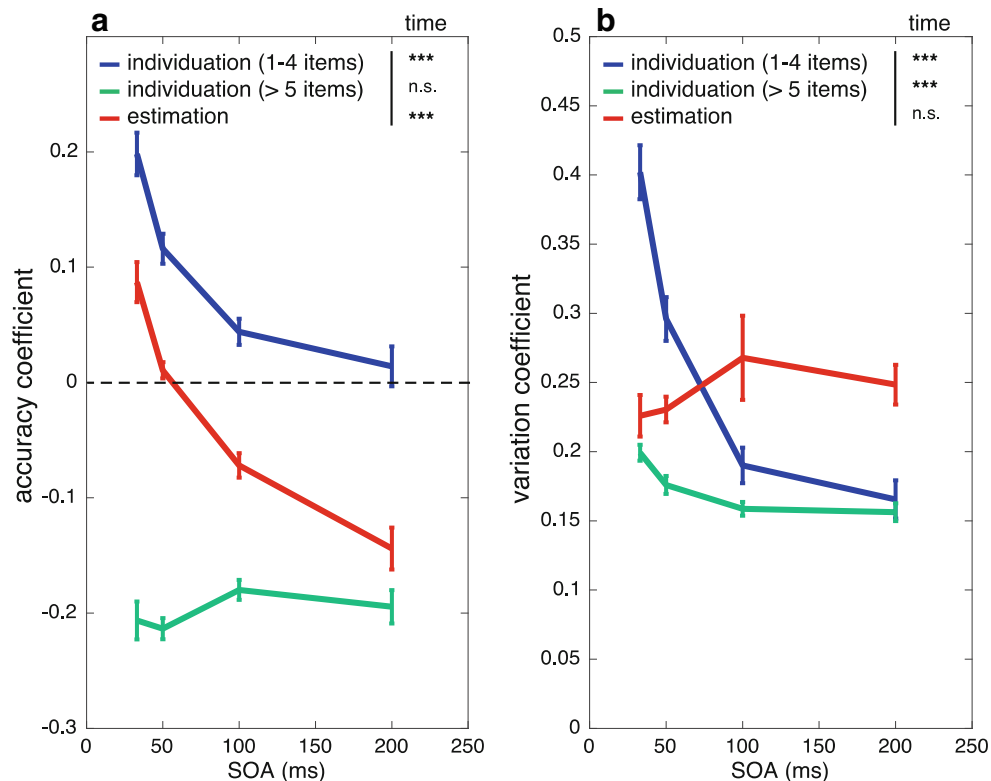 a
time
individuation (1-4 items) ***
individuation (> 5 items) n.s.
estimation ***
0.2
0.1
0
-0.1
-0.2
-0.3
accuracy coefficient
0 50 100 150 200 250
SOA (ms)
b
time
0.5
individuation (1-4 items) ***
individuation (> 5 items) ***
estimation n.s.
0.45
0.4
0.35
0.3
0.25
0.2
0.15
0.1
0.05
0
variation coefficient
0 50 100 150 200 250
SOA (ms)